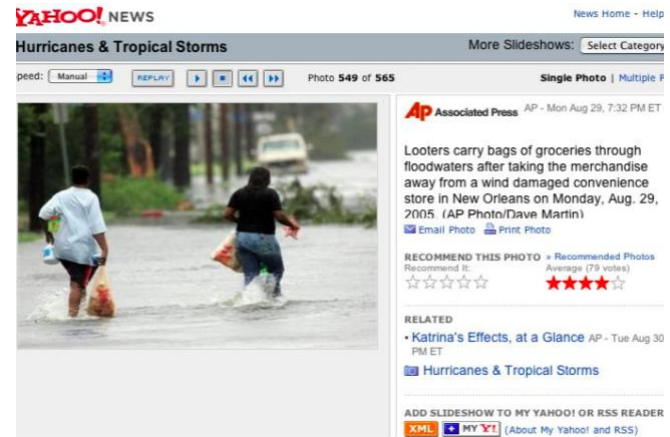 YAHOO! NEWS
News Home - Help
Hurricanes & Tropical Storms
More Slideshows: Select Category
peed: Manual REPLAY Photo 549 of 565
Single Photo | Multiple P
AP Associated Press AP - Mon Aug 29, 7:32 PM ET
Looters carry bags of groceries through
floodwaters after taking the merchandise
away from a wind damaged convenience
store in New Orleans on Monday, Aug. 29,
2005. (AP Photo/Dave Martin)
Email Photo Print Photo
RECOMMEND THIS PHOTO » Recommended Photos
Recommend It: Average (79 votes)
RELATED
• Katrina's Effects, at a Glance AP - Tue Aug 30
PM ET
Hurricanes & Tropical Storms
ADD SLIDESHOW TO MY YAHOO! OR RSS READER
XML + MY Y! (About My Yahoo! and RSS)